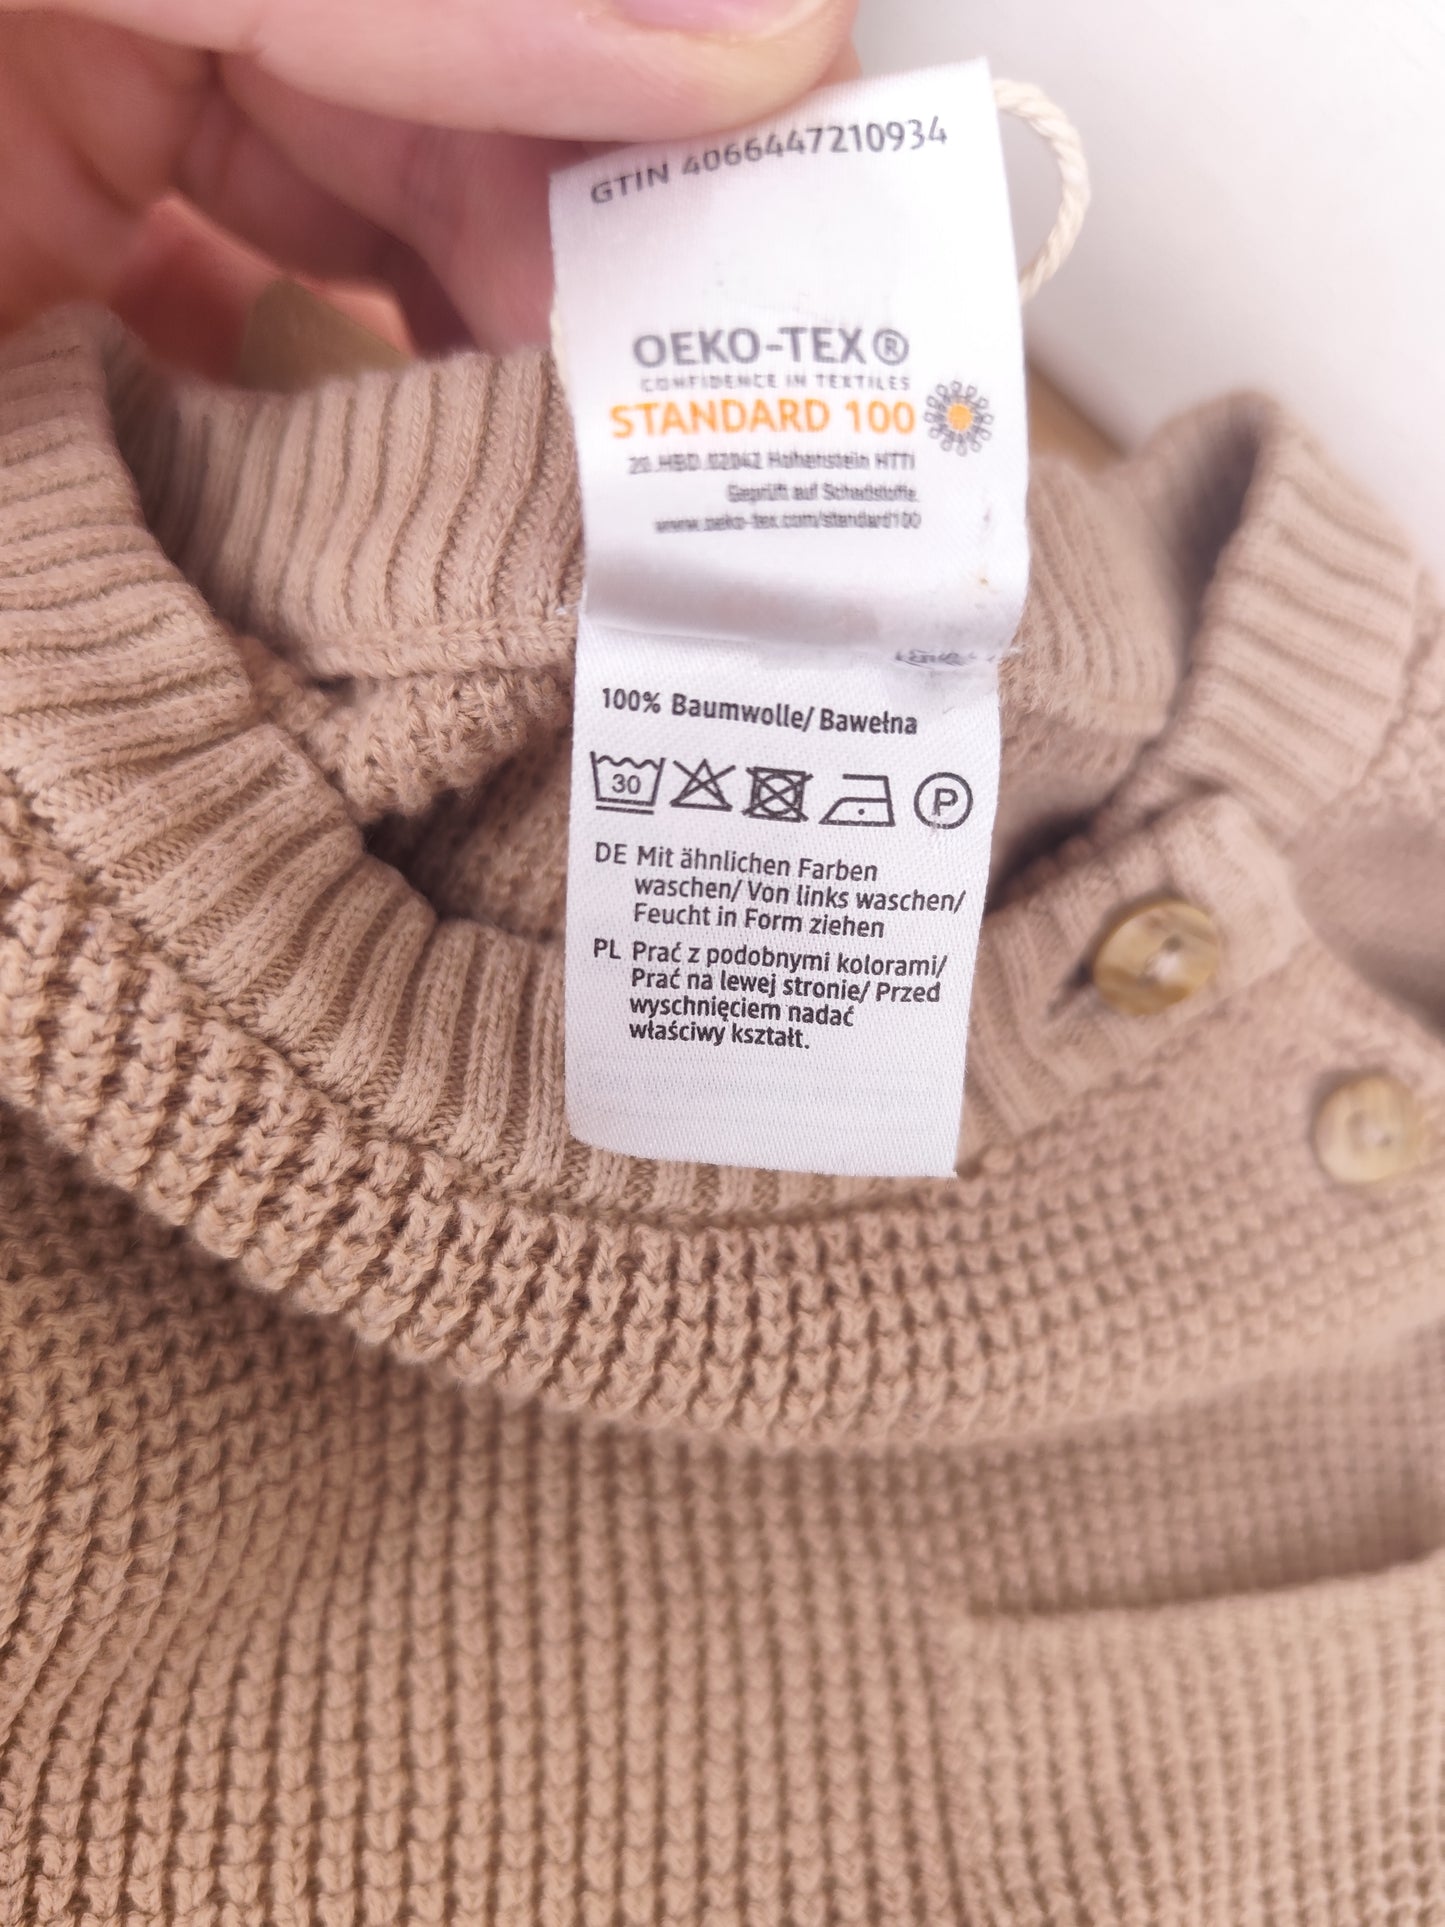 GTIN 4066447210934
OEKO-TEX®
CONFIDENCE IN TEXTILES
STANDARD 100
20.HBD.02042 Hohenstein HTTI
Geprüft auf Schadstoffe.
www.oeko-tex.com/standard100
100% Baumwolle/ Bawełna
30
P
DE Mit ähnlichen Farben
waschen/ Von links waschen/
Feucht in Form ziehen
PL Prać z podobnymi kolorami/
Prać na lewej stronie/ Przed
wyschnięciem nadać
właściwy kształt.